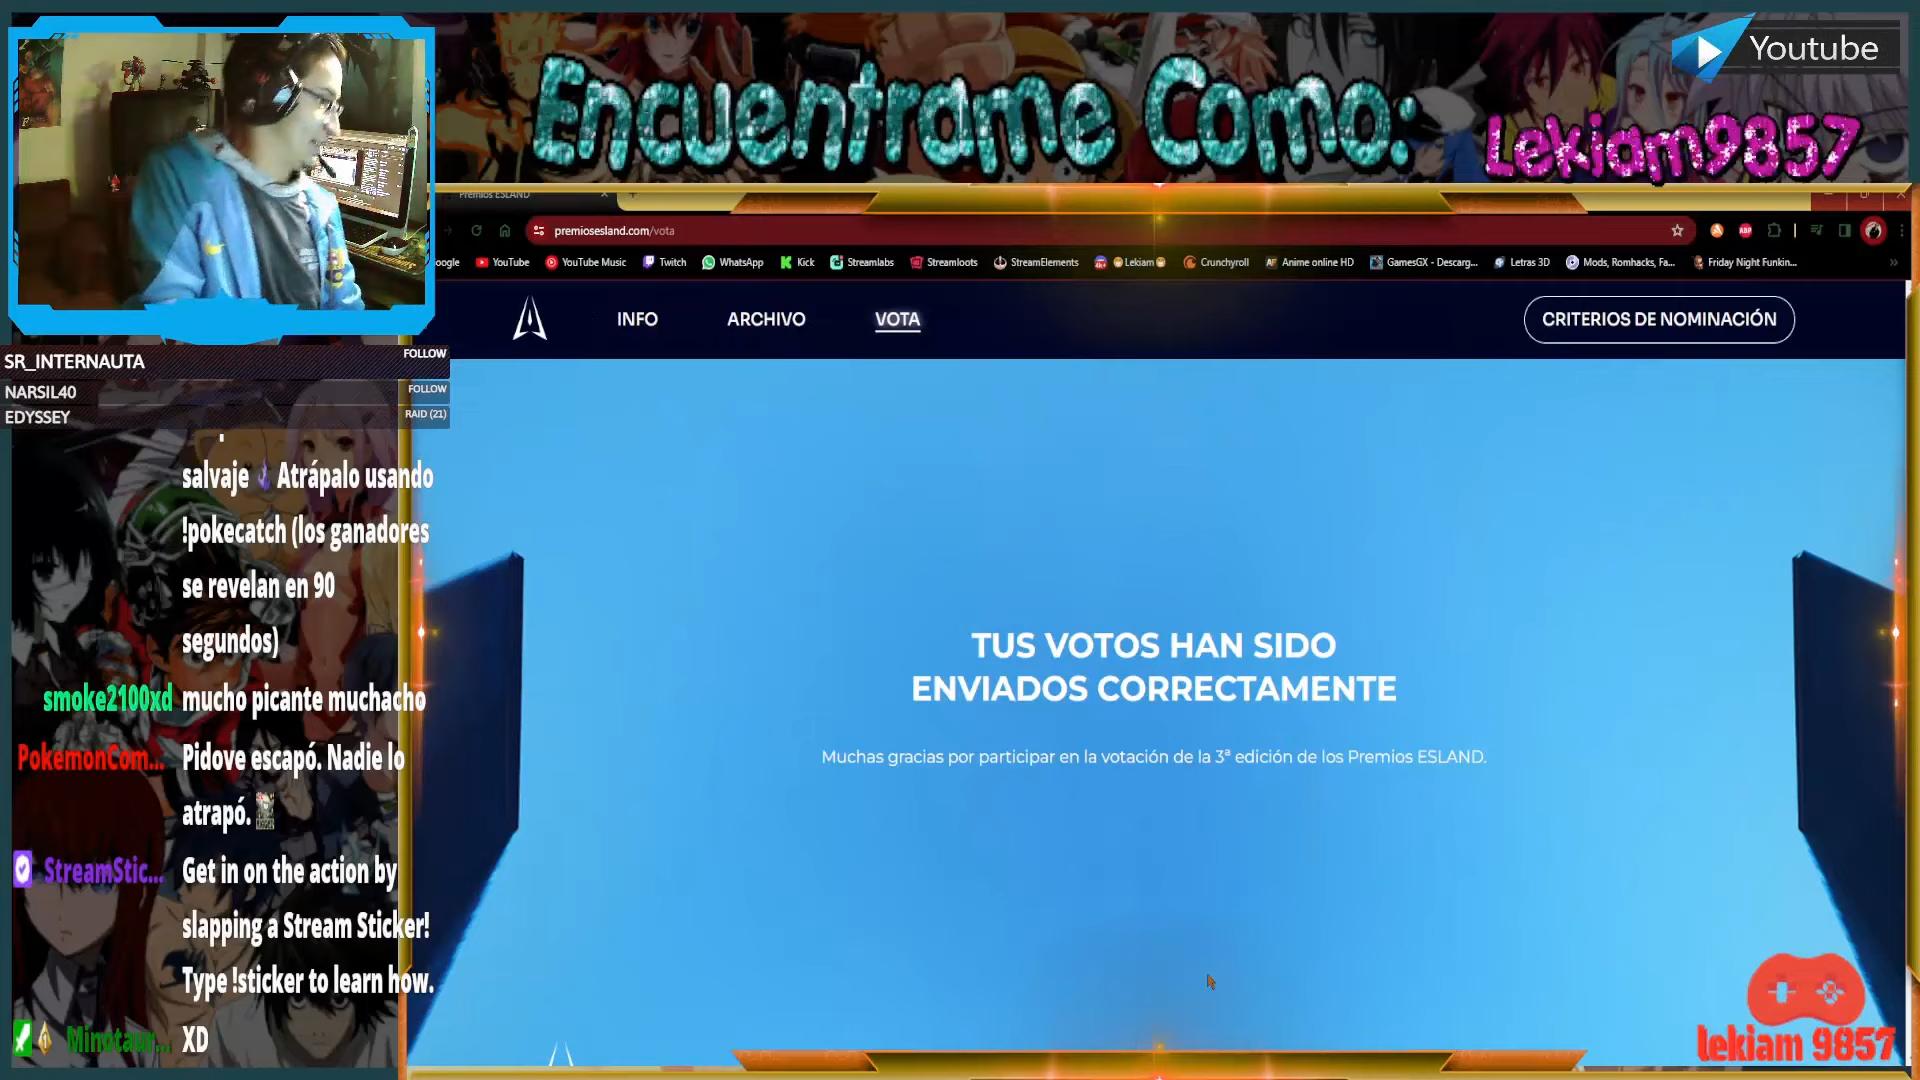 Encuentrame Como:
Lekiam9857
Youtube
Premios ESLAND
premiosesland.com/vota
oogle
YouTube
YouTube Music
Twitch
WhatsApp
Kick
Streamlabs
Streamloots
StreamElements
Lekiam
Crunchyroll
Anime online HD
GamesGX - Descarg...
Letras 3D
Mods, Romhacks, Fa...
Friday Night Funkin...
INFO
ARCHIVO
VOTA
CRITERIOS DE NOMINACIÓN
SR_INTERNAUTA FOLLOW
NARSIL40 FOLLOW
EDYSSEY RAID (21)
salvaje Atrápalo usando
!pokecatch (los ganadores
se revelan en 90
segundos)
smoke2100xd mucho picante muchacho
PokemonCom... Pidove escapó. Nadie lo
atrapó.
StreamStic... Get in on the action by
slapping a Stream Sticker!
Type !sticker to learn how.
Minotaur... XD
TUS VOTOS HAN SIDO
ENVIADOS CORRECTAMENTE
Muchas gracias por participar en la votación de la 3ª edición de los Premios ESLAND.
lekiam 9857